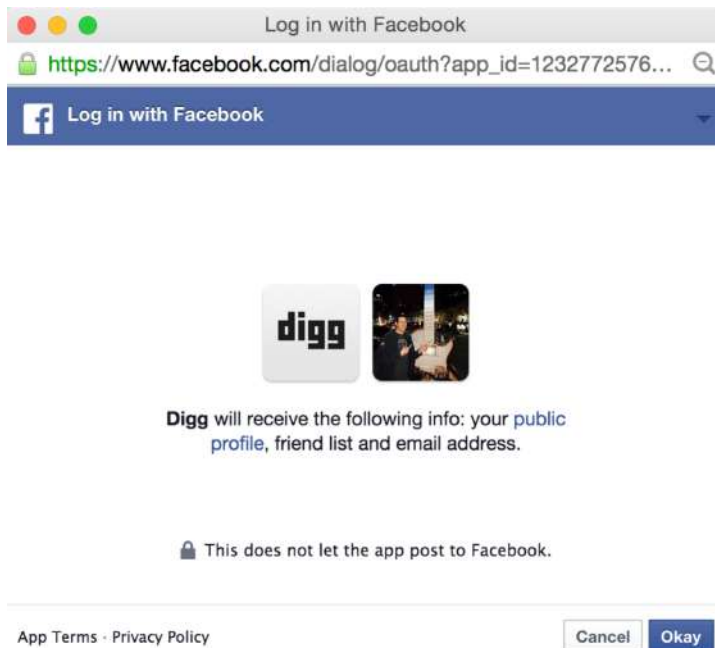 Log in with Facebook
https://www.facebook.com/dialog/oauth?app_id=1232772576...
Log in with Facebook
digg
Digg will receive the following info: your public
profile, friend list and email address.
This does not let the app post to Facebook.
App Terms · Privacy Policy
Cancel
Okay